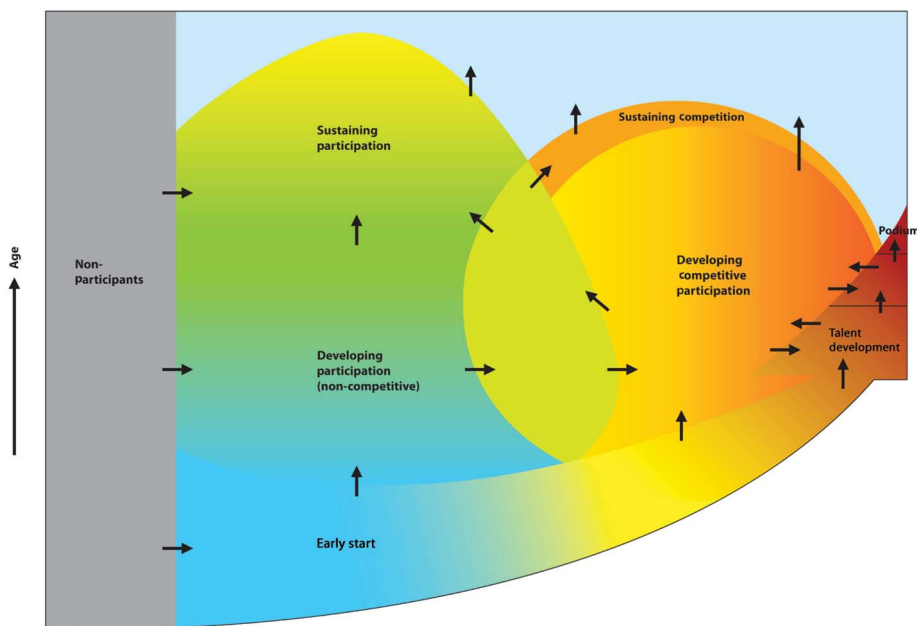 Sustaining
participation
Sustaining competition
Podium
Age
Non-
participants
Developing
competitive
participation
Talent
development
Developing
participation
(non-competitive)
Early start